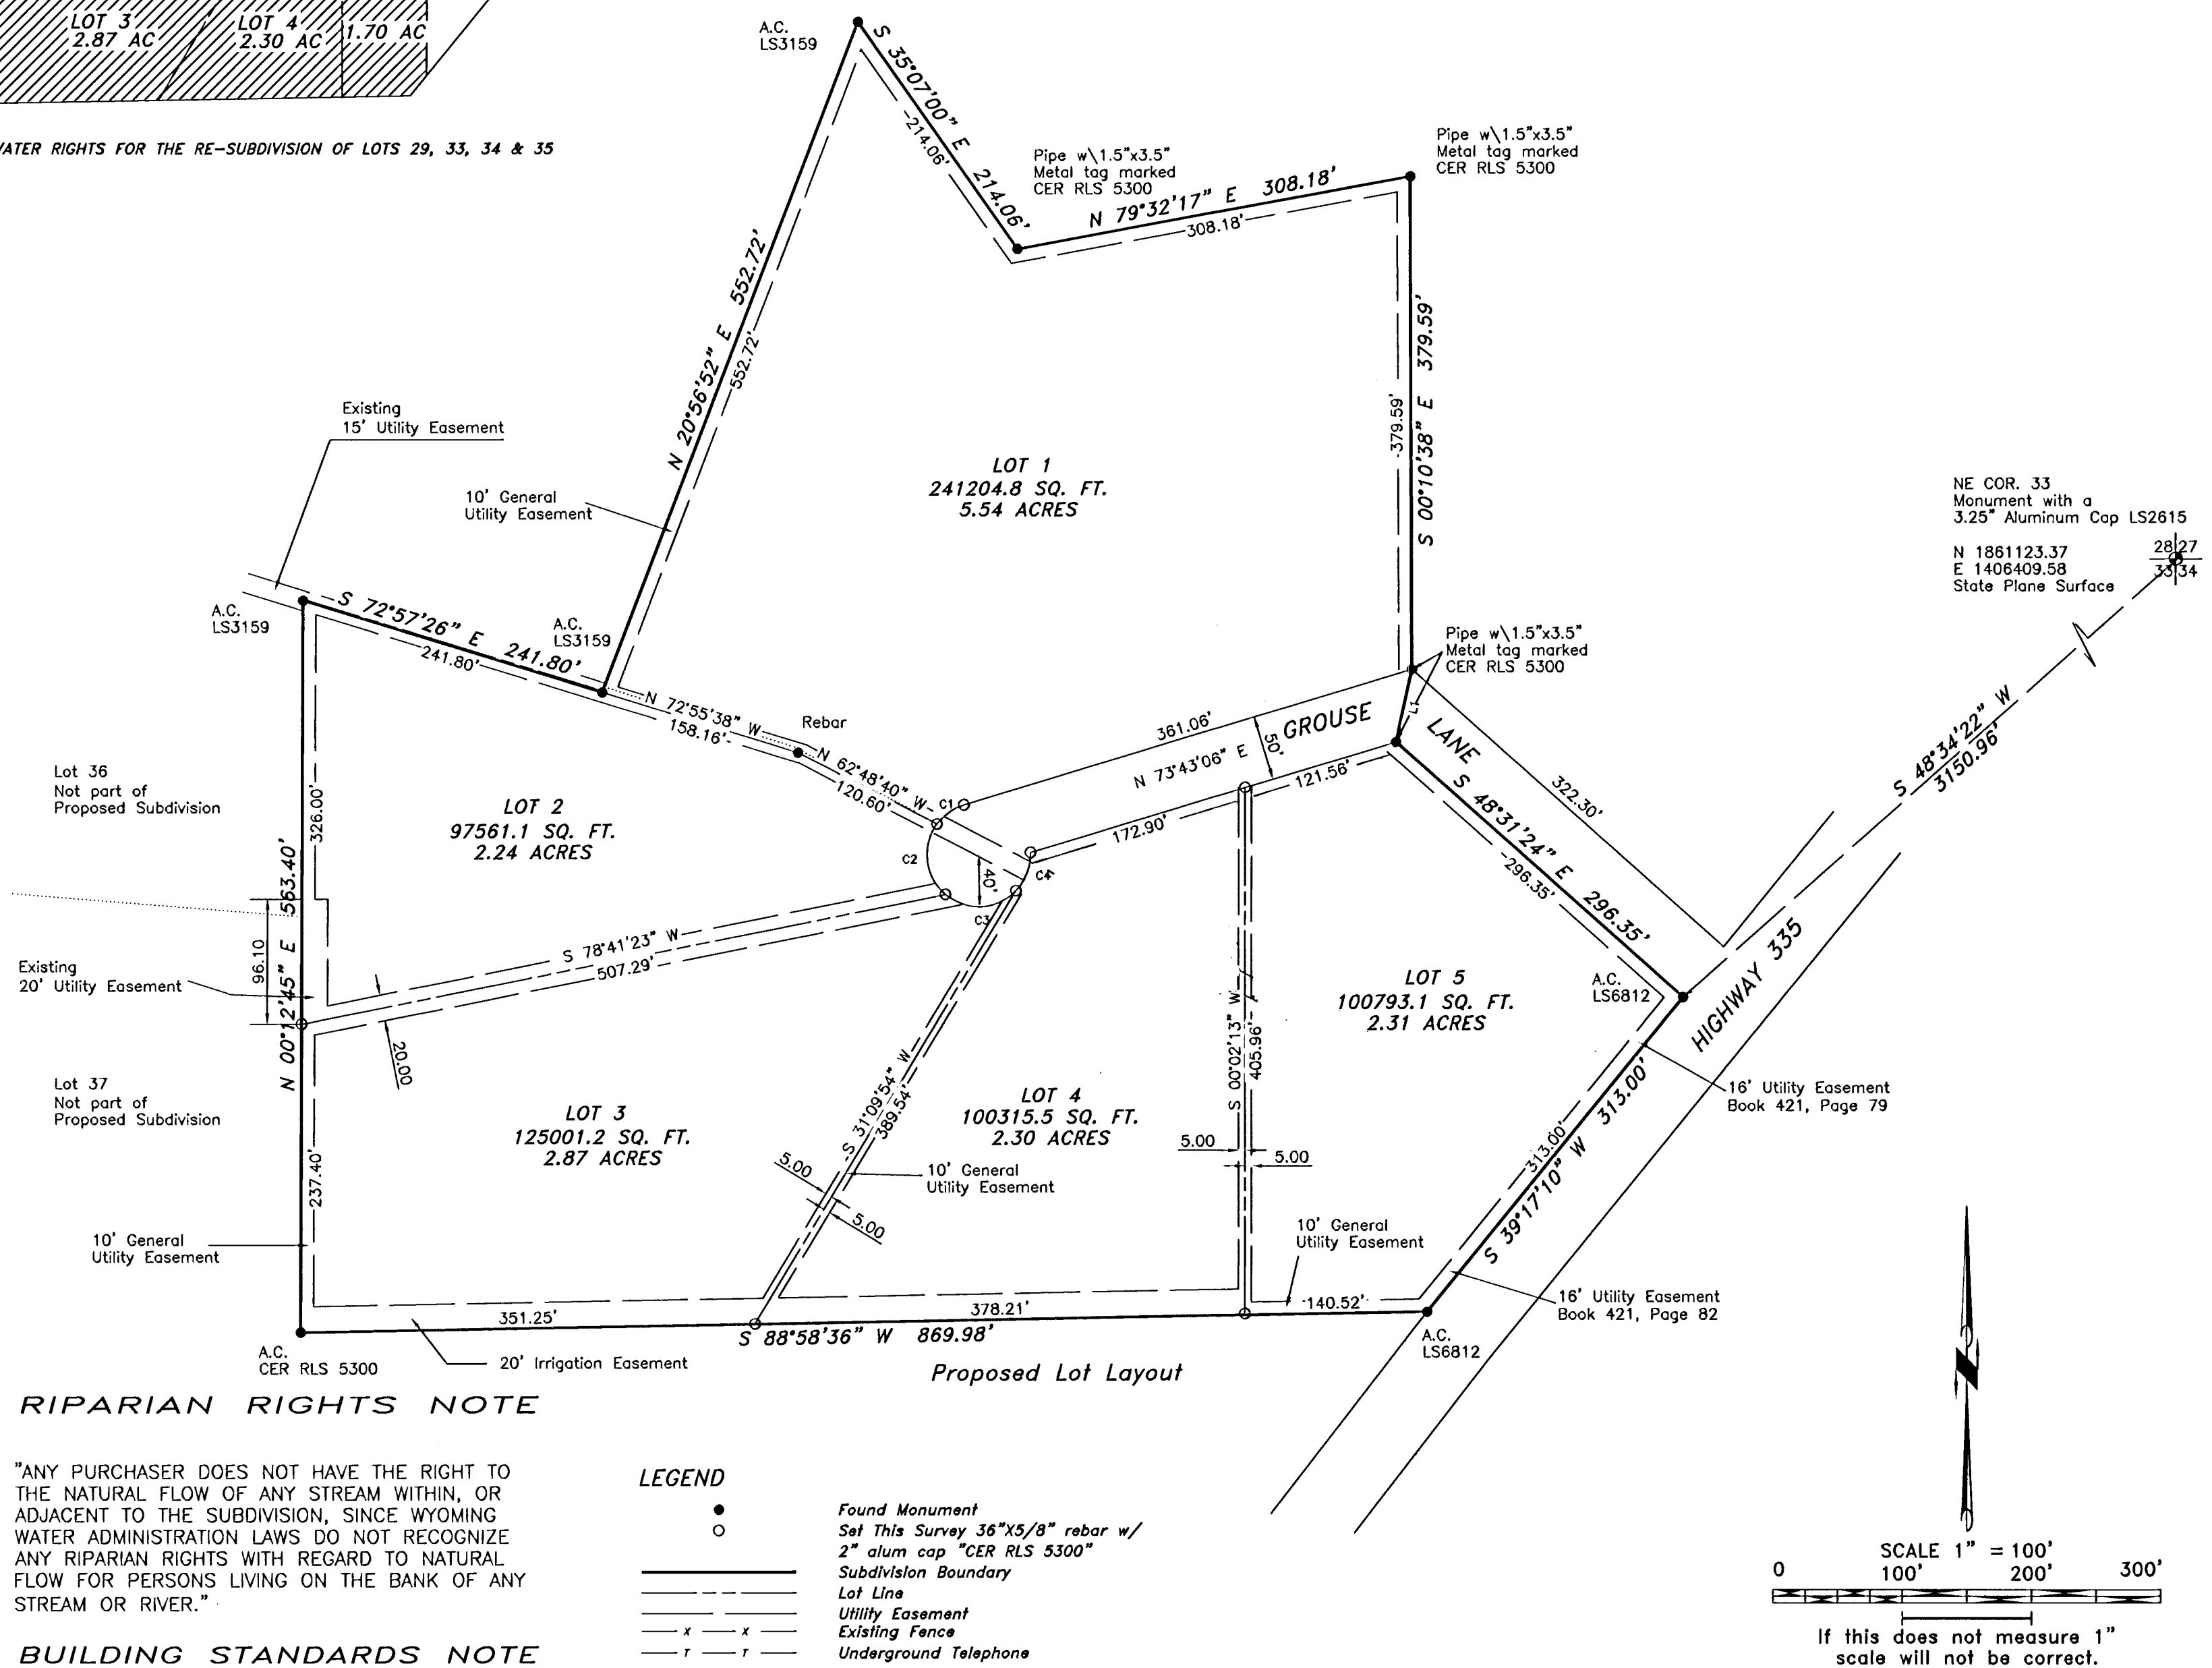 LOT 3
2.87 AC
LOT 4
2.30 AC
1.70 AC
WATER RIGHTS FOR THE RE-SUBDIVISION OF LOTS 29, 33, 34 & 35
A.C.
LS3159
S 35°07'00" E 214.06'
214.06'
Pipe w\1.5"x3.5"
Metal tag marked
CER RLS 5300
N 79°32'17" E 308.18'
308.18'
Pipe w\1.5"x3.5"
Metal tag marked
CER RLS 5300
N 20°56'52" E 552.72'
552.72'
S 00°10'38" E 379.59'
379.59'
Existing
15' Utility Easement
10' General
Utility Easement
LOT 1
241204.8 SQ. FT.
5.54 ACRES
NE COR. 33
Monument with a
3.25" Aluminum Cap LS2615
N 1861123.37
E 1406409.58
State Plane Surface
28 27
33 34
A.C.
LS3159
S 72°57'26" E 241.80'
241.80'
A.C.
LS3159
N 72°55'38" W
158.16'
Rebar
N 62°48'40" W
120.60'
Pipe w\1.5"x3.5"
Metal tag marked
CER RLS 5300
361.06'
N 73°43'06" E
50'
GROUSE
LANE
L1
121.56'
172.90'
C1
C2
C3
C4
40'
S 48°31'24" E 296.35'
296.35'
322.30'
S 48°34'22" W
3150.96'
Lot 36
Not part of
Proposed Subdivision
LOT 2
97561.1 SQ. FT.
2.24 ACRES
326.00'
N 00°12'45" E 563.40'
96.10
Existing
20' Utility Easement
S 78°41'23" W
507.29'
20.00
Lot 37
Not part of
Proposed Subdivision
237.40'
10' General
Utility Easement
LOT 3
125001.2 SQ. FT.
2.87 ACRES
S 31°09'54" W
389.54'
5.00
5.00
10' General
Utility Easement
LOT 4
100315.5 SQ. FT.
2.30 ACRES
S 00°02'13" W
405.96'
5.00
5.00
LOT 5
100793.1 SQ. FT.
2.31 ACRES
A.C.
LS6812
HIGHWAY 335
16' Utility Easement
Book 421, Page 79
S 39°17'10" W 313.00'
313.00'
10' General
Utility Easement
16' Utility Easement
Book 421, Page 82
351.25'
378.21'
140.52'
S 88°58'36" W 869.98'
A.C.
LS6812
A.C.
CER RLS 5300
20' Irrigation Easement
Proposed Lot Layout
RIPARIAN RIGHTS NOTE
"ANY PURCHASER DOES NOT HAVE THE RIGHT TO
THE NATURAL FLOW OF ANY STREAM WITHIN, OR
ADJACENT TO THE SUBDIVISION, SINCE WYOMING
WATER ADMINISTRATION LAWS DO NOT RECOGNIZE
ANY RIPARIAN RIGHTS WITH REGARD TO NATURAL
FLOW FOR PERSONS LIVING ON THE BANK OF ANY
STREAM OR RIVER."
BUILDING STANDARDS NOTE
LEGEND
Found Monument
Set This Survey 36"X5/8" rebar w/
2" alum cap "CER RLS 5300"
Subdivision Boundary
Lot Line
Utility Easement
x x Existing Fence
T T Underground Telephone
N
SCALE 1" = 100'
0 100' 200' 300'
If this does not measure 1"
scale will not be correct.